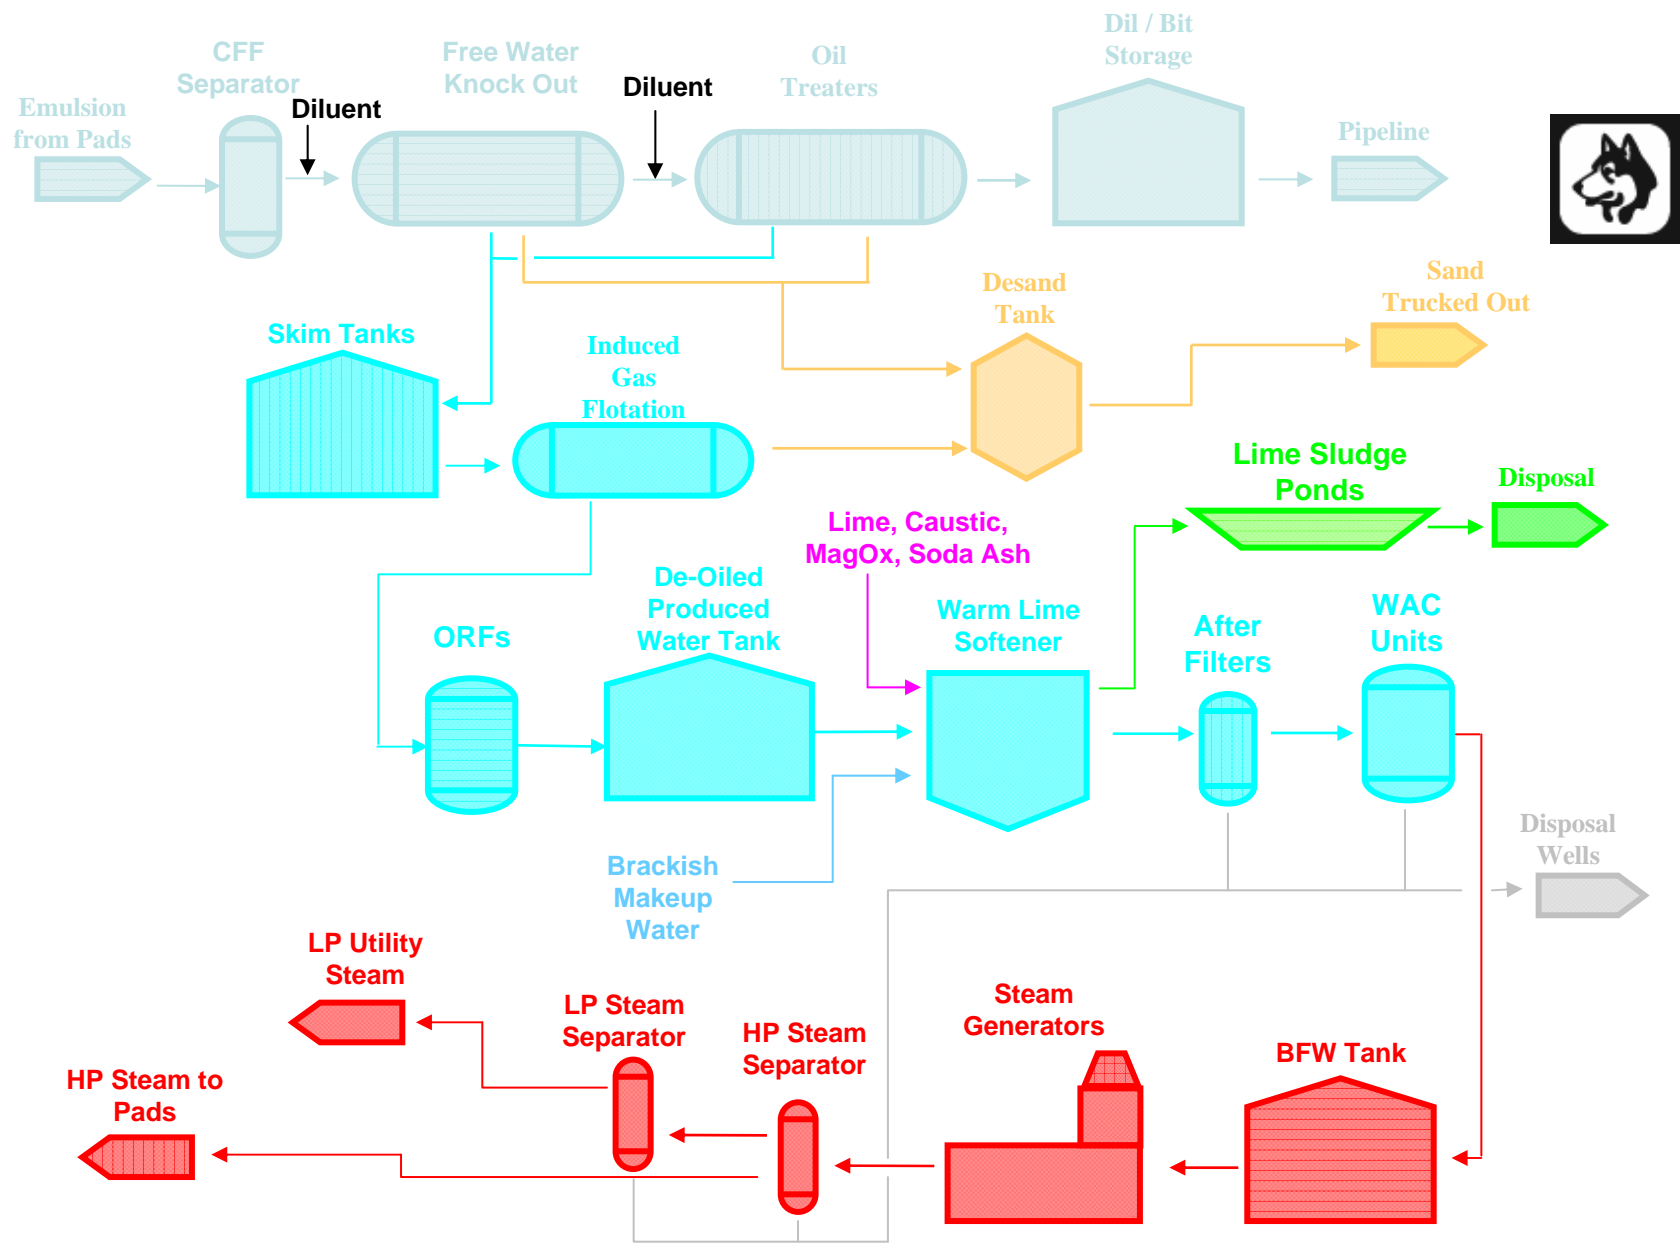 CFF
Separator
Free Water
Knock Out
Oil
Treaters
Dil / Bit
Storage
Emulsion
from Pads
Diluent
Diluent
Pipeline
Desand
Tank
Sand
Trucked Out
Skim Tanks
Induced
Gas
Flotation
Lime Sludge
Ponds
Disposal
Lime, Caustic,
MagOx, Soda Ash
ORFs
De-Oiled
Produced
Water Tank
Warm Lime
Softener
After
Filters
WAC
Units
Brackish
Makeup
Water
Disposal
Wells
LP Utility
Steam
LP Steam
Separator
HP Steam
Separator
Steam
Generators
BFW Tank
HP Steam to
Pads